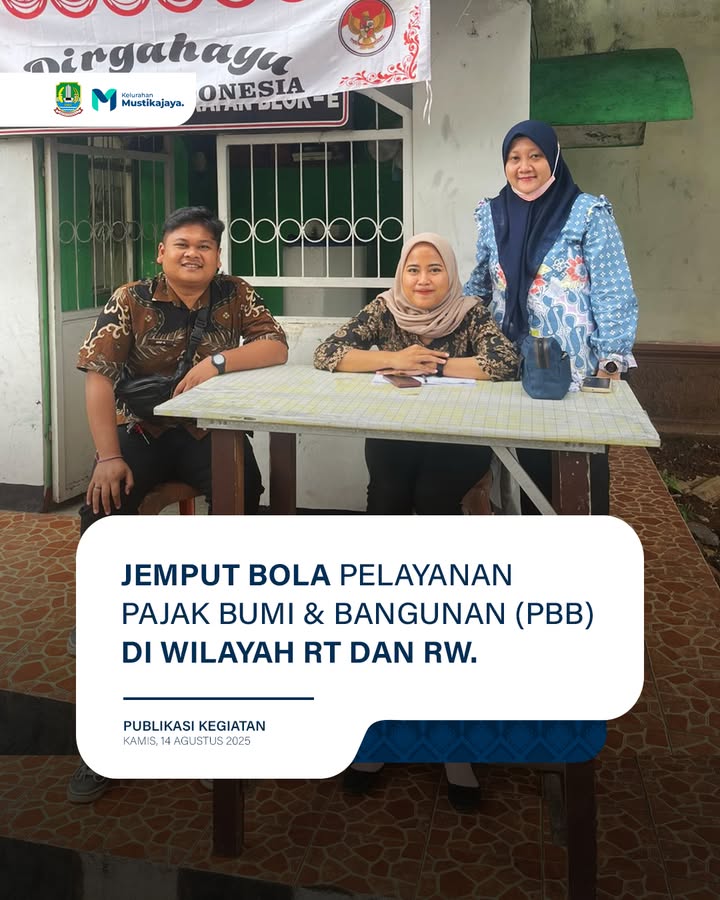 Dirgahayu
ONESIA
Kelurahan
Mustikajaya.
JEMPUT BOLA PELAYANAN
PAJAK BUMI & BANGUNAN (PBB)
DI WILAYAH RT DAN RW.
PUBLIKASI KEGIATAN
KAMIS, 14 AGUSTUS 2025